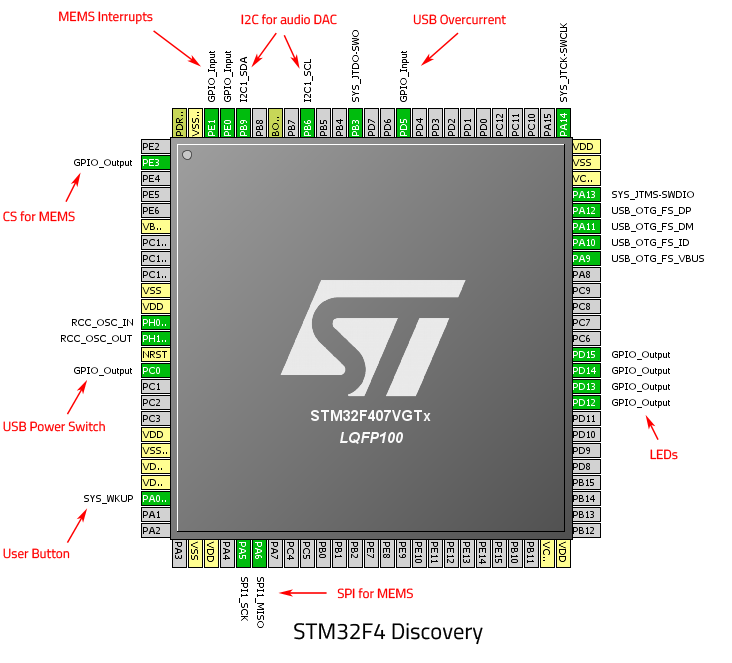 MEMS Interrupts
I2C for audio DAC
USB Overcurrent
GPIO_Input
GPIO_Input
I2C1_SDA
I2C1_SCL
SYS_JTDO-SWO
GPIO_Input
SYS_JTCK-SWCLK
PDR..
VSS..
PE1
PE0
PB9
PB8
BO..
PB7
PB6
PB5
PB4
PB3
PD7
PD6
PD5
PD4
PD3
PD2
PD1
PD0
PC12
PC11
PC10
PA15
PA14
PE2
GPIO_Output PE3
PE4
PE5
PE6
VB..
PC1..
PC1..
PC1..
VSS
VDD
RCC_OSC_IN PH0..
RCC_OSC_OUT PH1..
NRST
GPIO_Output PC0
PC1
PC2
PC3
VDD
VSS..
VD..
VD..
SYS_WKUP PA0..
PA1
PA2
CS for MEMS
USB Power Switch
User Button
ST
STM32F407VGTx
LQFP100
VDD
VSS
VC..
PA13 SYS_JTMS-SWDIO
PA12 USB_OTG_FS_DP
PA11 USB_OTG_FS_DM
PA10 USB_OTG_FS_ID
PA9 USB_OTG_FS_VBUS
PA8
PC9
PC8
PC7
PC6
PD15 GPIO_Output
PD14 GPIO_Output
PD13 GPIO_Output
PD12 GPIO_Output
PD11
PD10
PD9
PD8
PB15
PB14
PB13
PB12
LEDs
PA3
VSS
VDD
PA4
PA5
PA6
PA7
PC4
PC5
PB0
PB1
PB2
PE7
PE8
PE9
PE10
PE11
PE12
PE13
PE14
PE15
PB10
PB11
VC..
VDD
SPI1_SCK
SPI1_MISO
SPI for MEMS
STM32F4 Discovery